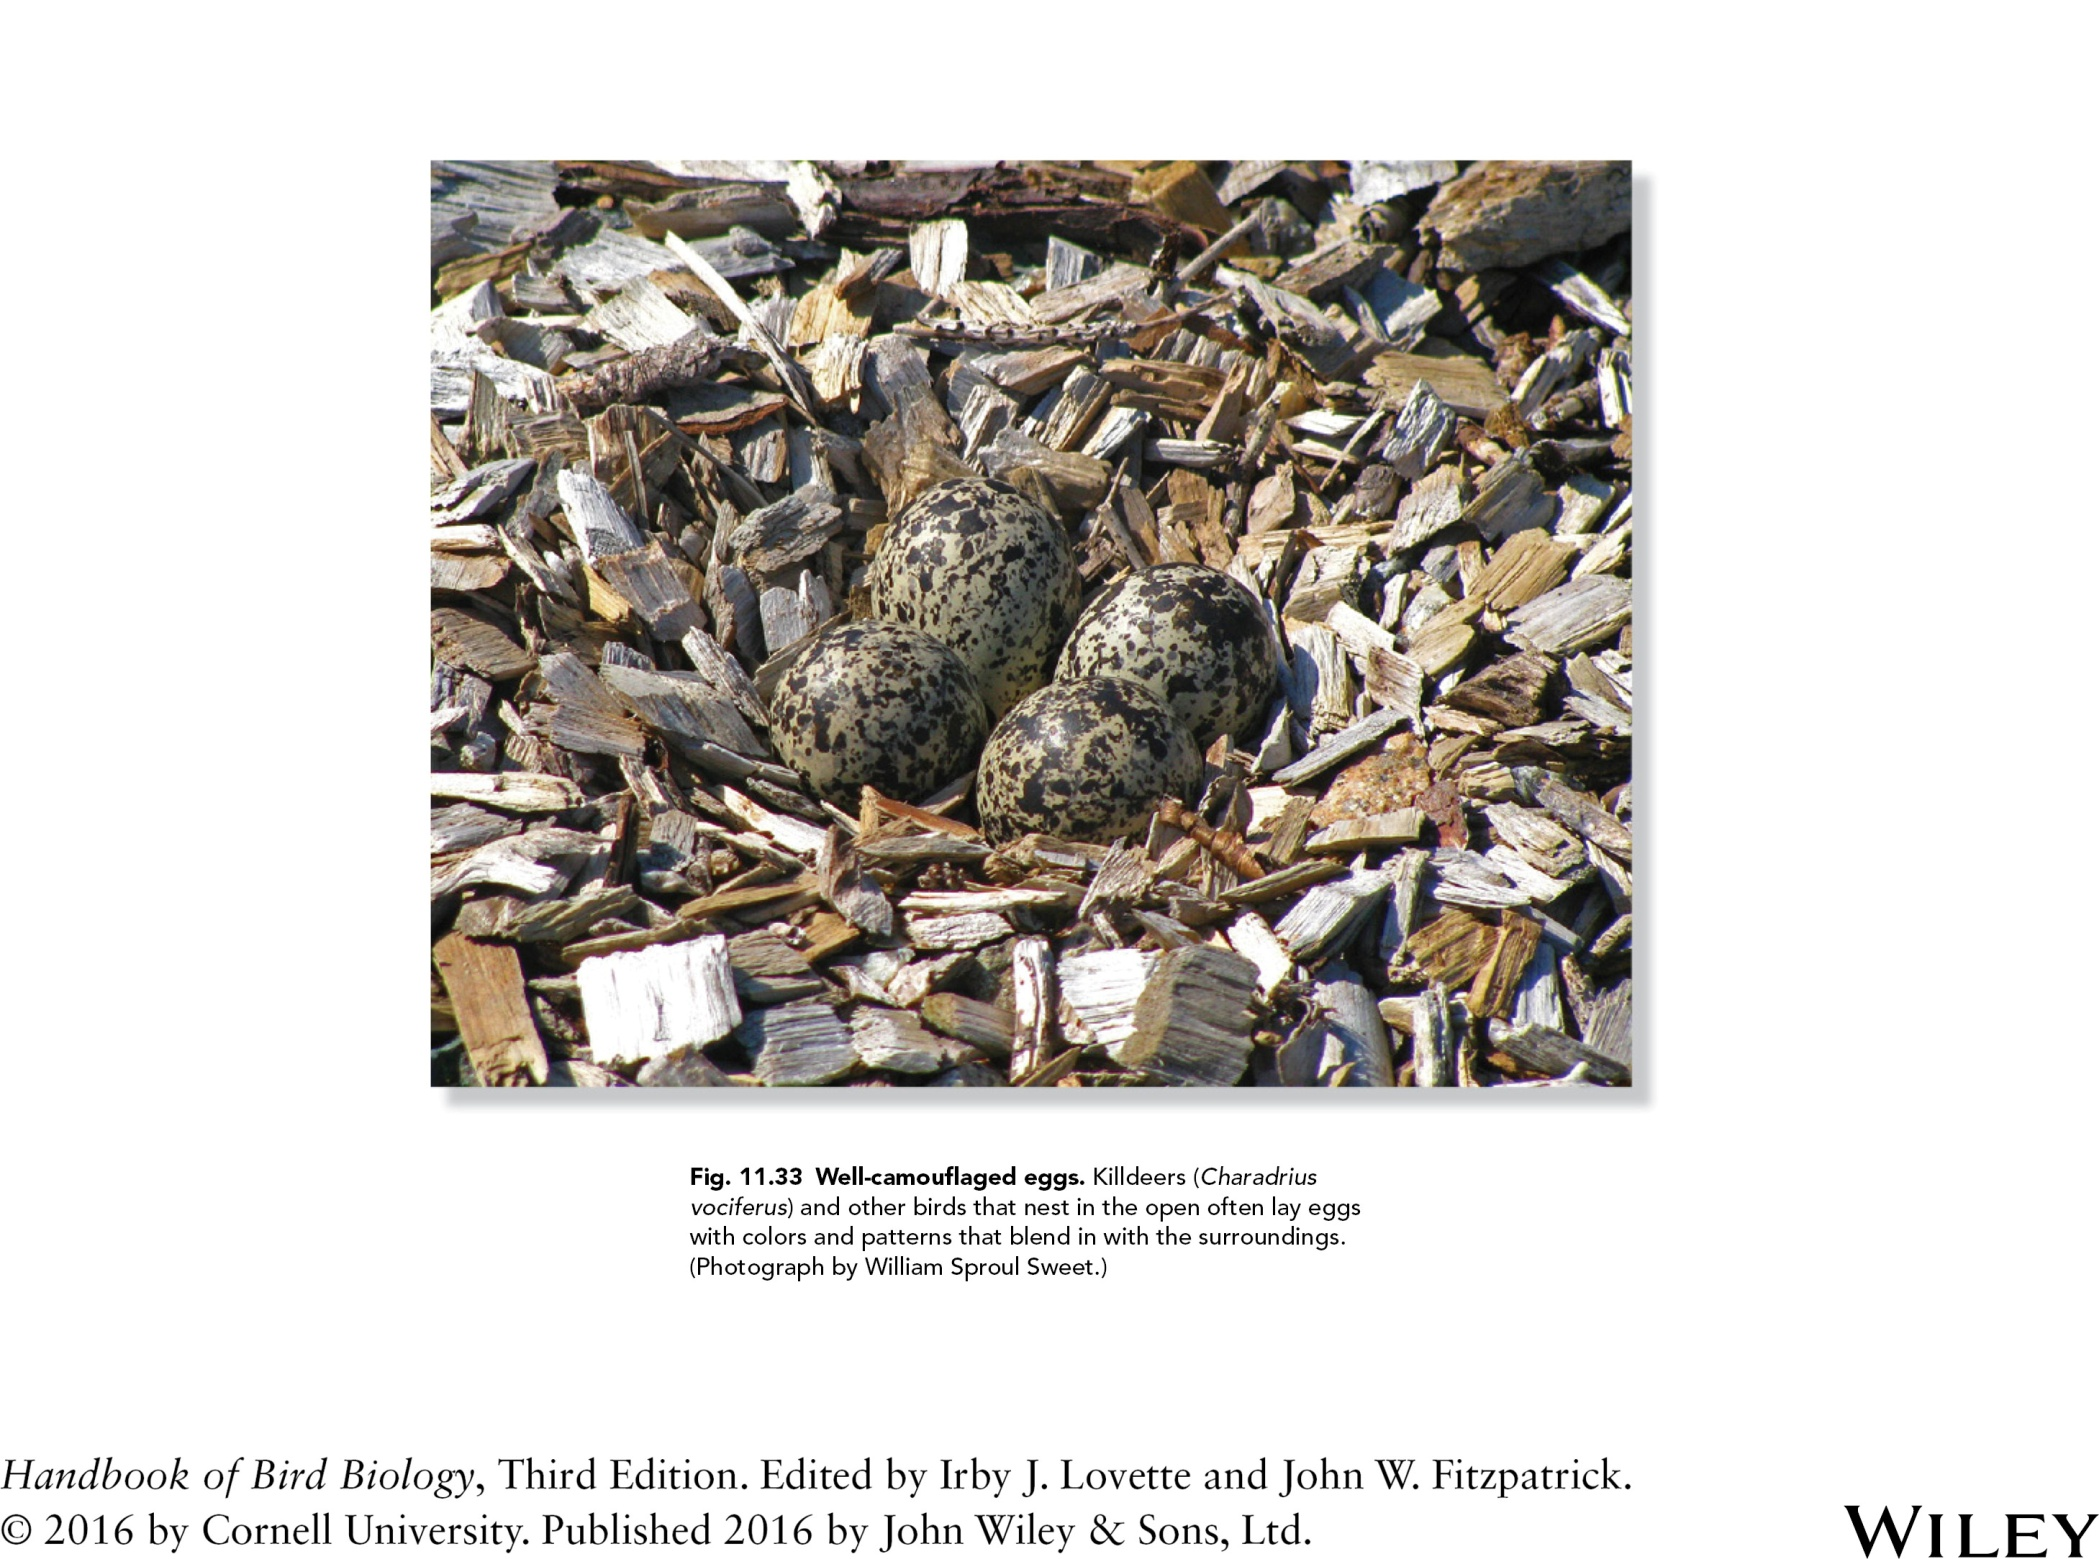 Fig. 11.33 Well-camouflaged eggs. Killdeers (Charadrius
vociferus) and other birds that nest in the open often lay eggs
with colors and patterns that blend in with the surroundings.
(Photograph by William Sproul Sweet.)
Handbook of Bird Biology, Third Edition. Edited by Irby J. Lovette and John W. Fitzpatrick.
© 2016 by Cornell University. Published 2016 by John Wiley & Sons, Ltd.
WILEY